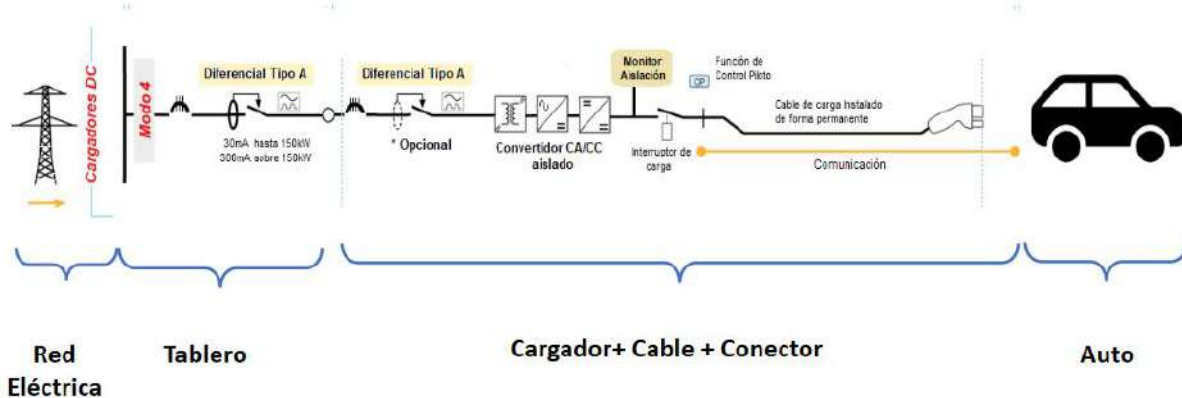 Cargadores DC
Modo 4
Diferencial Tipo A
30mA hasta 150kW
300mA sobre 150kW
Diferencial Tipo A
* Opcional
Convertidor CA/CC
aislado
Monitor
Aislación
Interruptor de
carga
CP
Función de
Control Piloto
Cable de carga Instalado
de forma permanente
Comunicación
Red
Eléctrica
Tablero
Cargador+ Cable + Conector
Auto